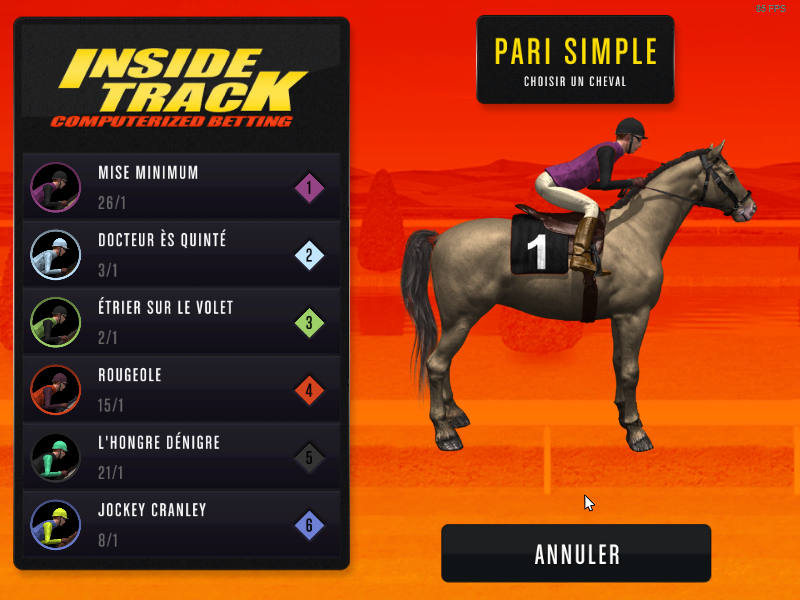 35 FPS
INSIDE
TRACK
COMPUTERIZED BETTING
PARI SIMPLE
CHOISIR UN CHEVAL
MISE MINIMUM
1
26/1
DOCTEUR ÈS QUINTÉ
2
3/1
ÉTRIER SUR LE VOLET
3
2/1
ROUGEOLE
4
15/1
L'HONGRE DÉNIGRE
5
21/1
JOCKEY CRANLEY
6
8/1
1
ANNULER